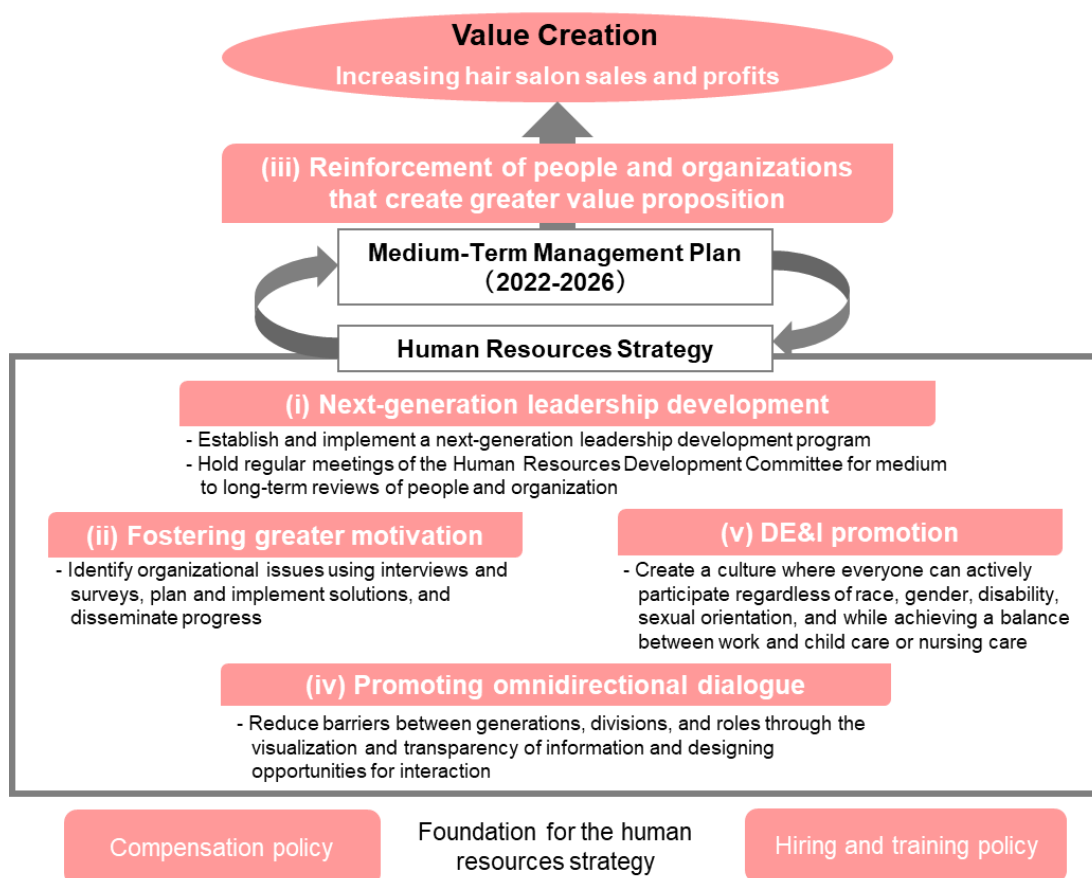 Value Creation
Increasing hair salon sales and profits
(iii) Reinforcement of people and organizations
that create greater value proposition
Medium-Term Management Plan
（2022-2026）
Human Resources Strategy
(i) Next-generation leadership development
- Establish and implement a next-generation leadership development program
- Hold regular meetings of the Human Resources Development Committee for medium
to long-term reviews of people and organization
(ii) Fostering greater motivation
- Identify organizational issues using interviews and
surveys, plan and implement solutions, and
disseminate progress
(v) DE&I promotion
- Create a culture where everyone can actively
participate regardless of race, gender, disability,
sexual orientation, and while achieving a balance
between work and child care or nursing care
(iv) Promoting omnidirectional dialogue
- Reduce barriers between generations, divisions, and roles through the
visualization and transparency of information and designing
opportunities for interaction
Compensation policy
Foundation for the human
resources strategy
Hiring and training policy